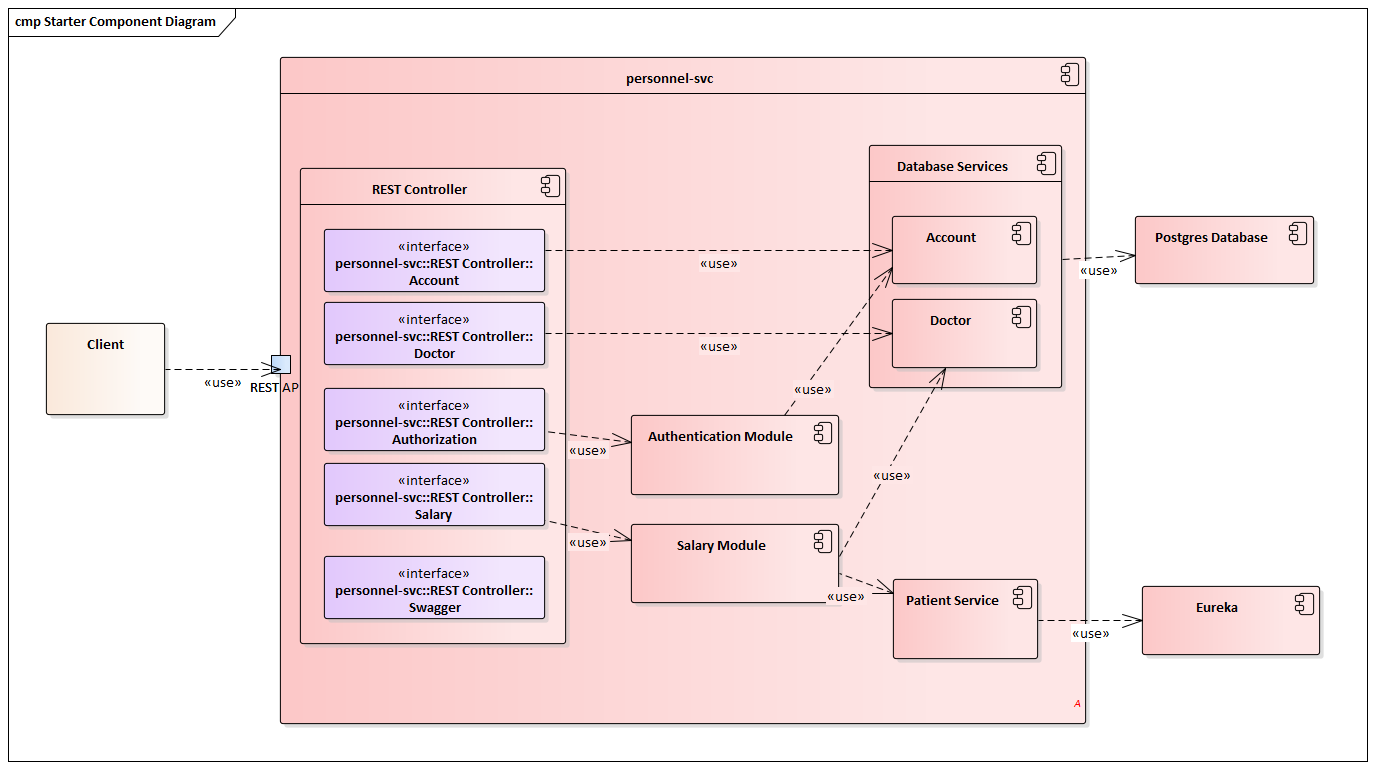 cmp Starter Component Diagram
personnel-svc
REST Controller
«interface»
personnel-svc::REST Controller::
Account
«interface»
personnel-svc::REST Controller::
Doctor
«interface»
personnel-svc::REST Controller::
Authorization
«interface»
personnel-svc::REST Controller::
Salary
«interface»
personnel-svc::REST Controller::
Swagger
Client
«use»
REST AP
Database Services
Account
Doctor
«use»
«use»
«use»
«use»
Authentication Module
«use»
«use»
Salary Module
«use»
Patient Service
Postgres Database
«use»
Eureka
«use»
A